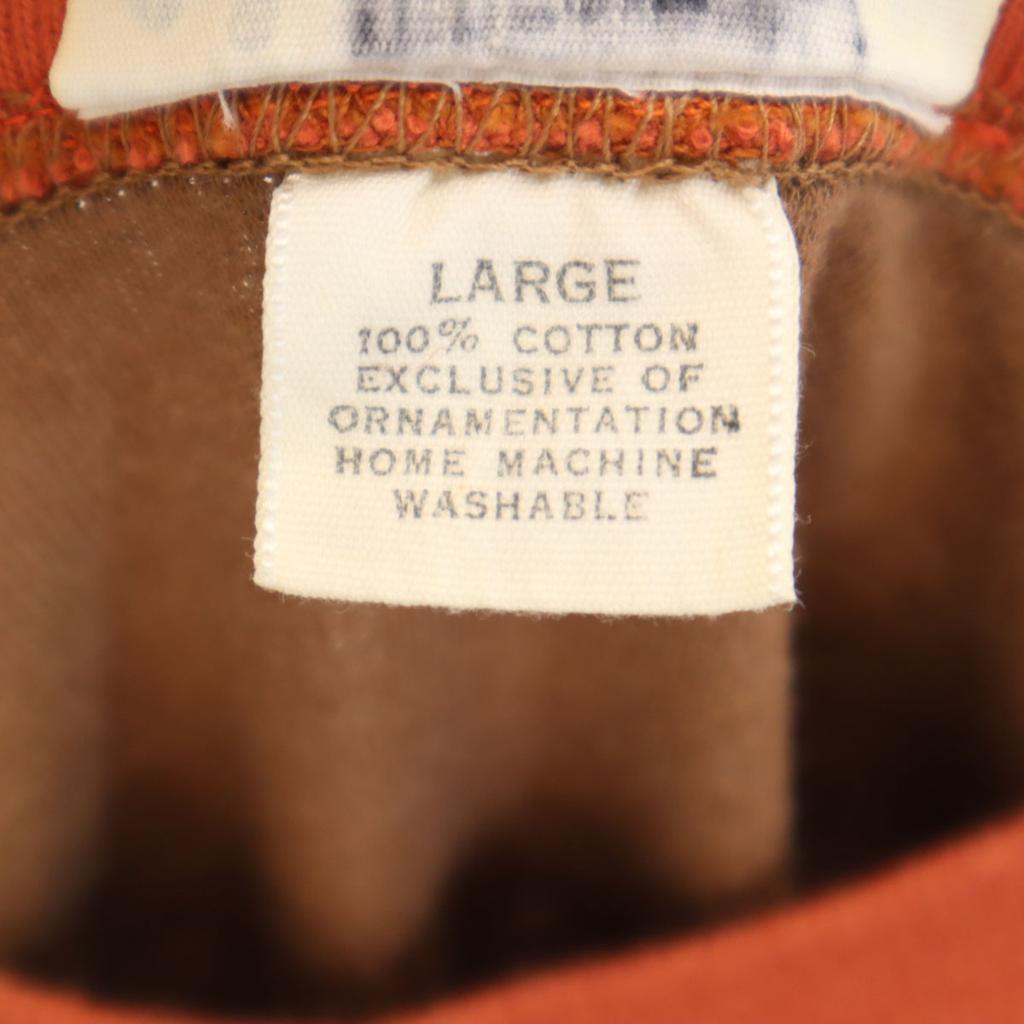 LARGE
100% COTTON
EXCLUSIVE OF
ORNAMENTATION
HOME MACHINE
WASHABLE